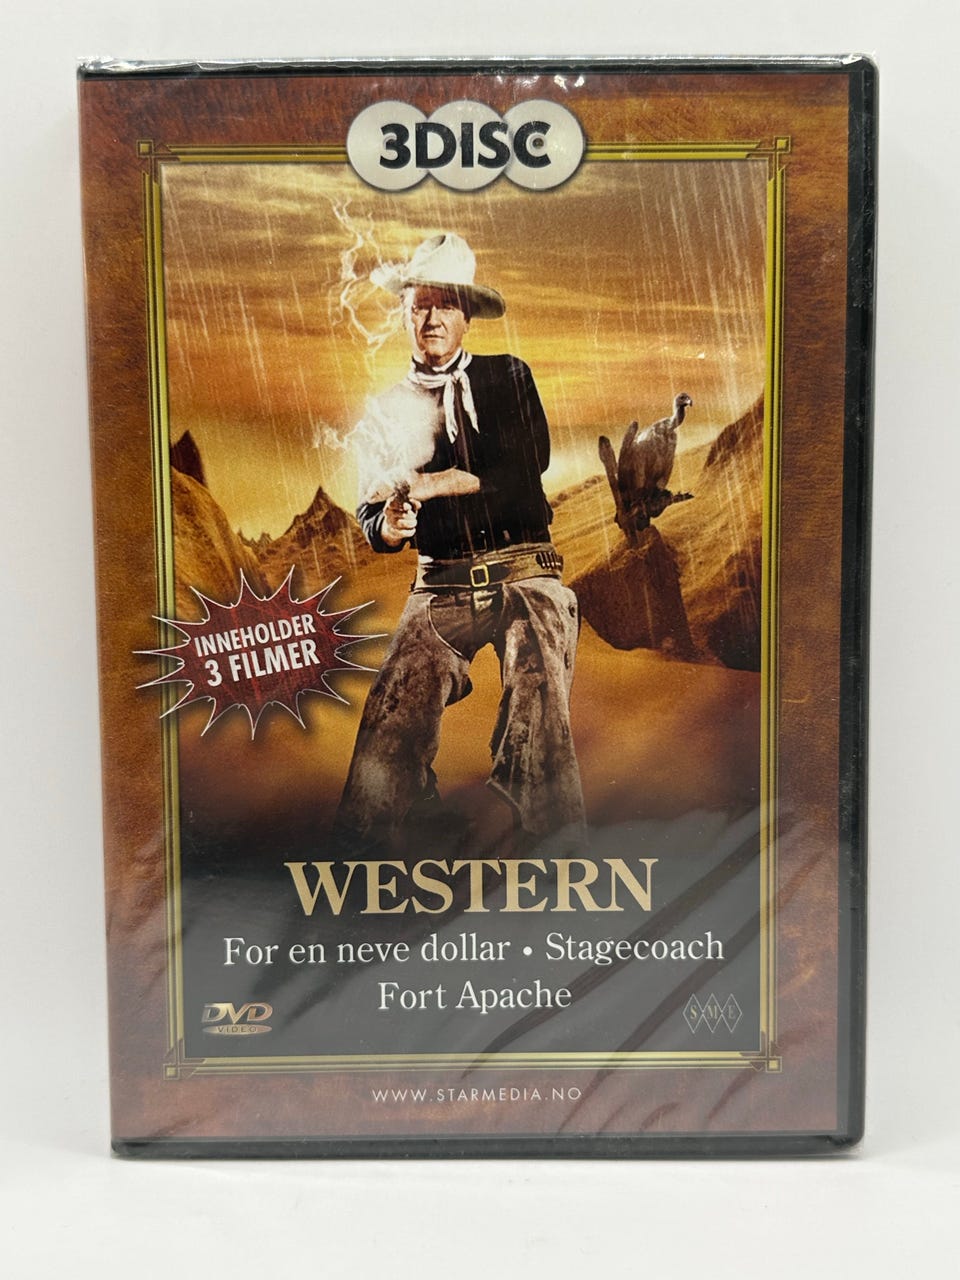 3DISC
INNEHOLDER
3 FILMER
WESTERN
For en neve dollar • Stagecoach
Fort Apache
DVD
VIDEO
S M E
WWW.STARMEDIA.NO